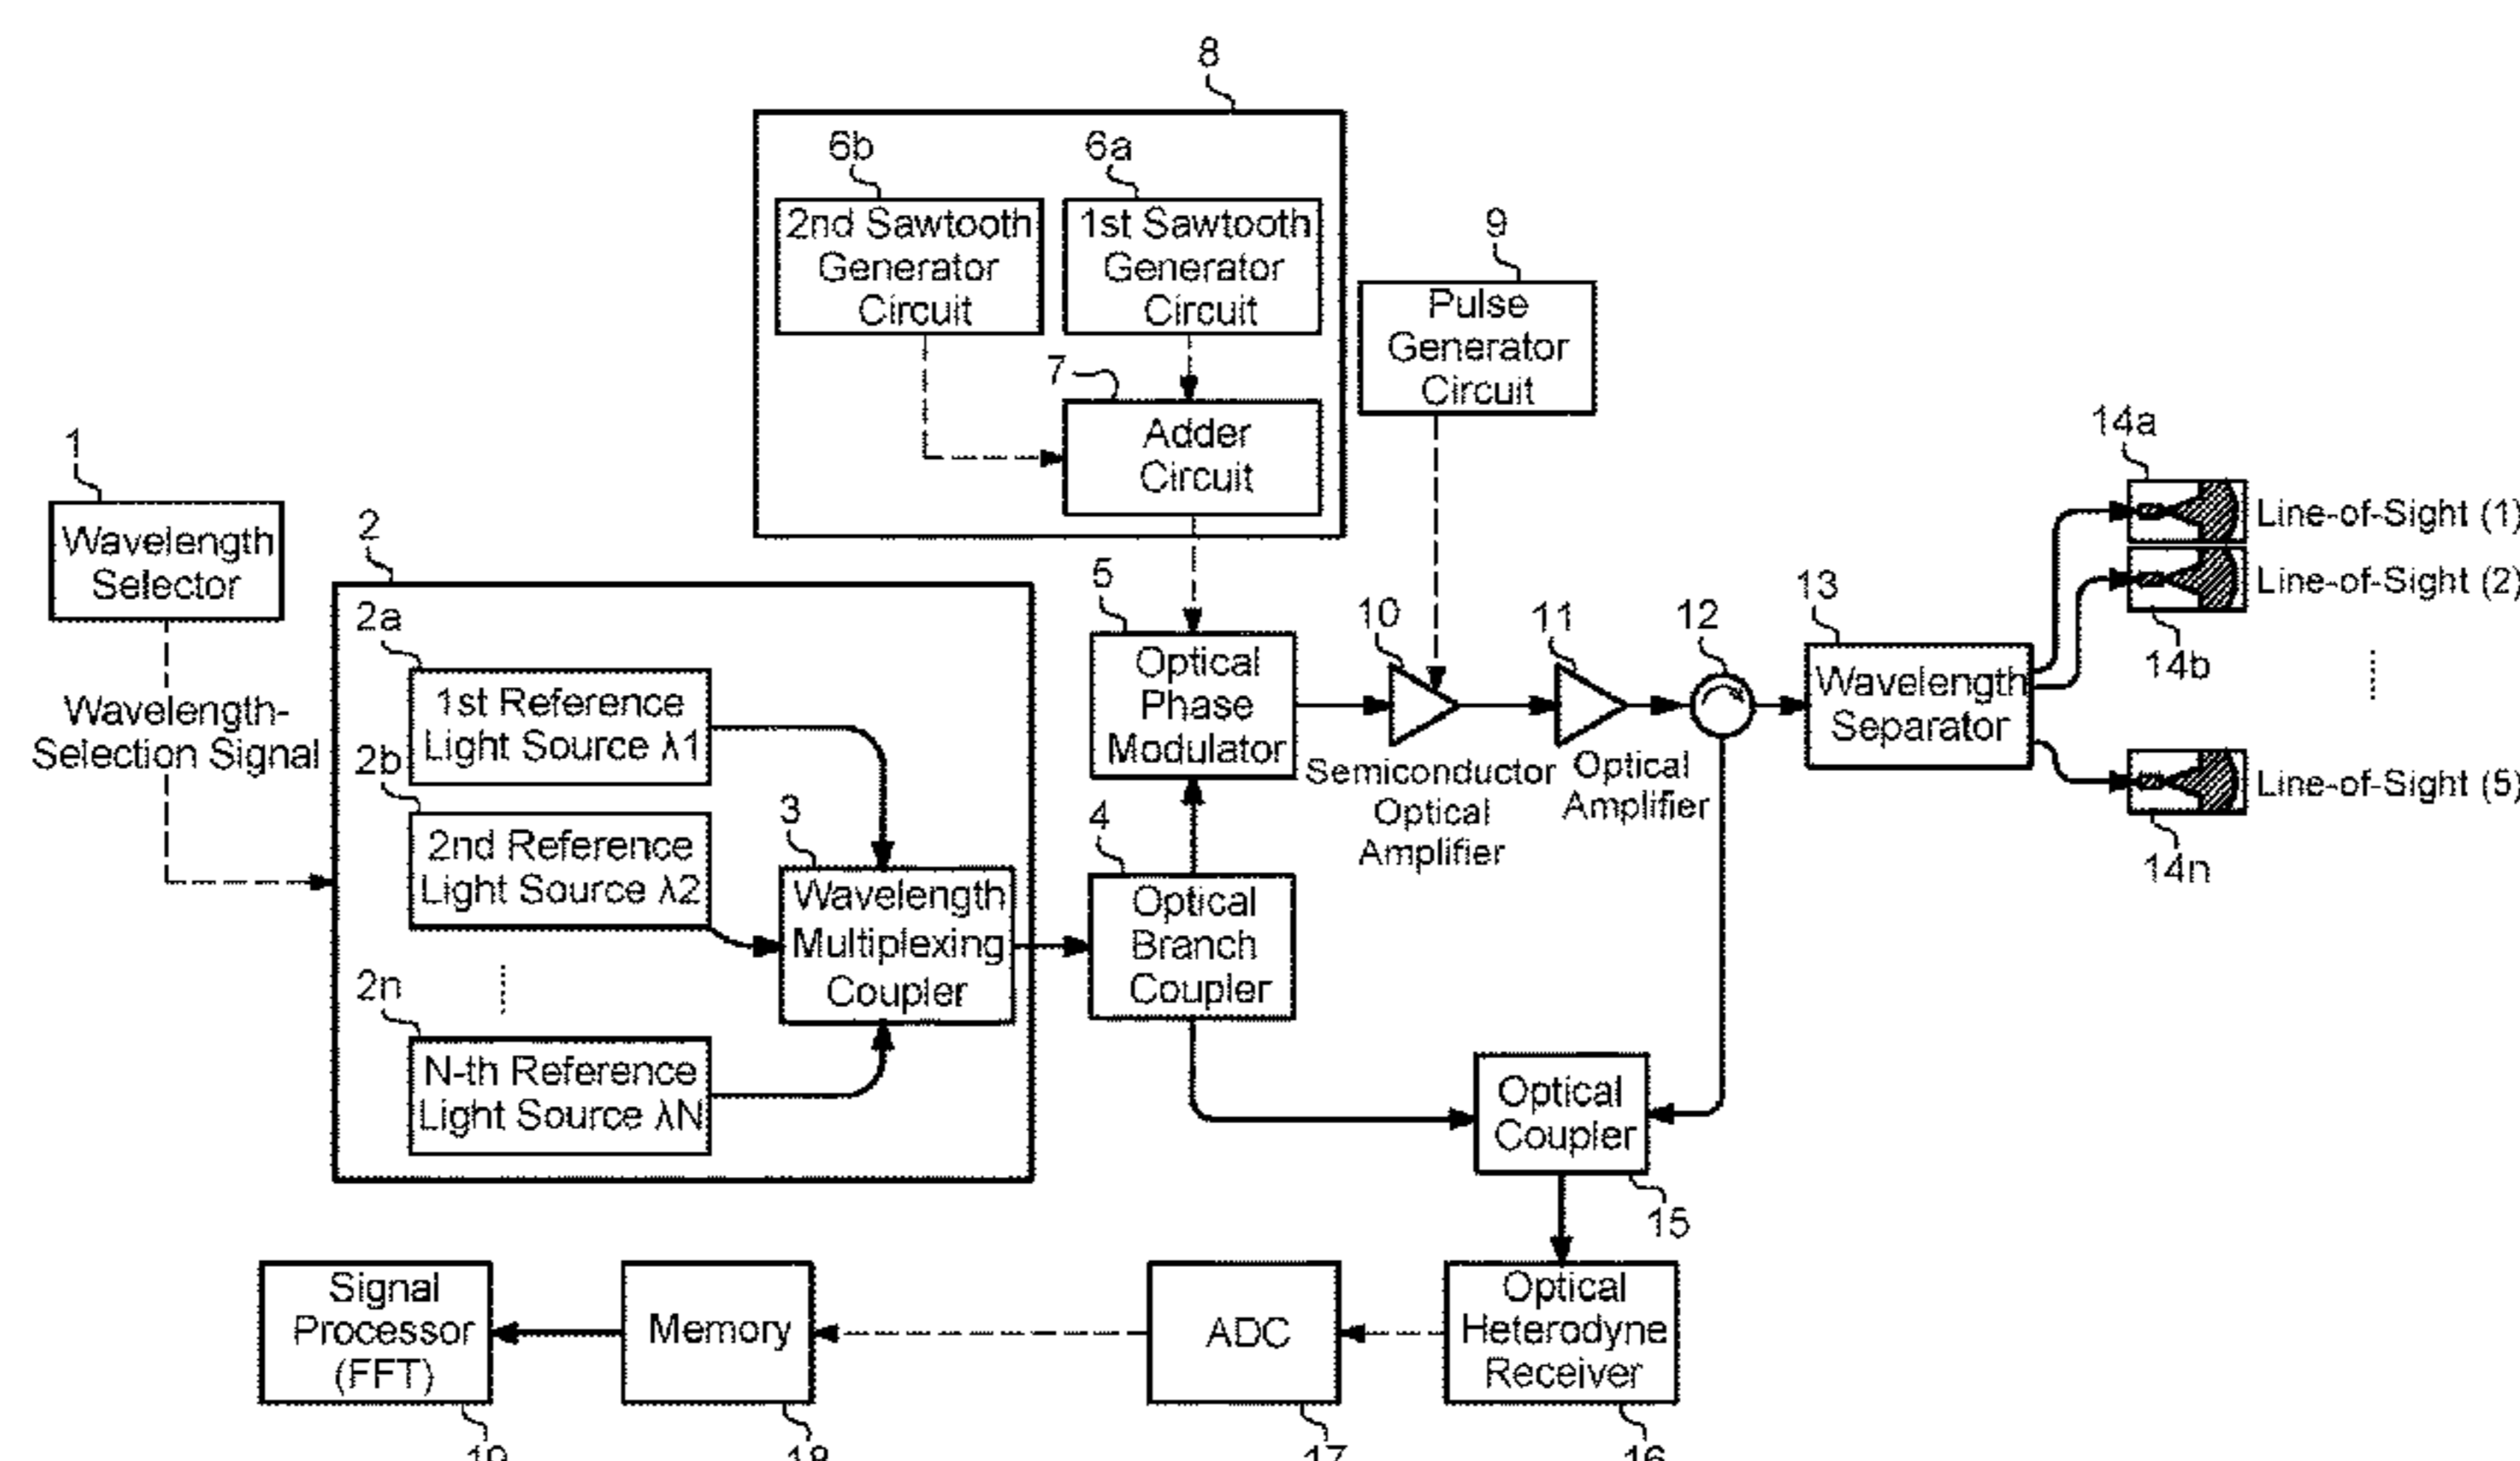 8
6b
6a
2nd Sawtooth
Generator
Circuit
1st Sawtooth
Generator
Circuit
9
Pulse
Generator
Circuit
7
Adder
Circuit
1
Wavelength
Selector
Wavelength-
Selection Signal
2
2a
1st Reference
Light Source λ1
2b
2nd Reference
Light Source λ2
2n
N-th Reference
Light Source λN
3
Wavelength
Multiplexing
Coupler
4
Optical
Branch
Coupler
5
Optical
Phase
Modulator
10
Semiconductor
Optical
Amplifier
11
Optical
Amplifier
12
13
Wavelength
Separator
14a
Line-of-Sight (1)
Line-of-Sight (2)
14b
Line-of-Sight (5)
14n
Optical
Coupler
15
Signal
Processor
(FFT)
19
Memory
18
ADC
17
Optical
Heterodyne
Receiver
16